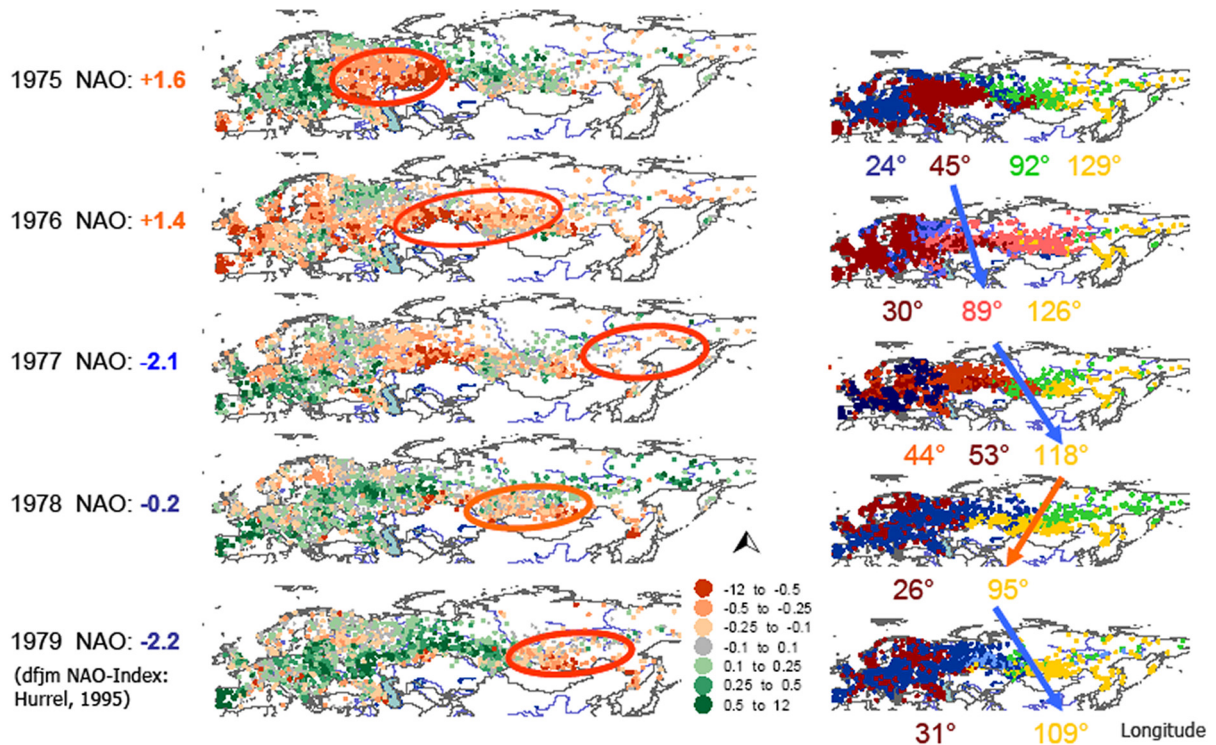 1975 NAO: +1.6
24° 45° 92° 129°
1976 NAO: +1.4
30° 89° 126°
1977 NAO: -2.1
44° 53° 118°
1978 NAO: -0.2
26° 95°
1979 NAO: -2.2
(dfjm NAO-Index:
Hurrel, 1995)
-12 to -0.5
-0.5 to -0.25
-0.25 to -0.1
-0.1 to 0.1
0.1 to 0.25
0.25 to 0.5
0.5 to 12
31° 109° Longitude